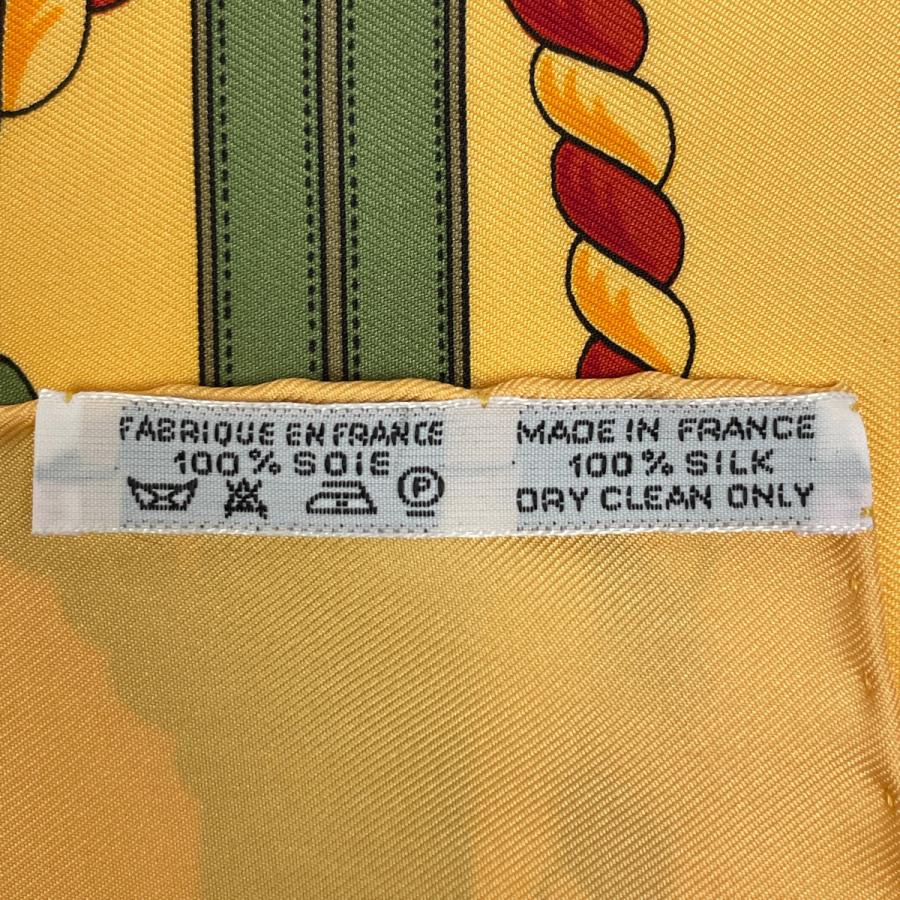 FABRIQUE EN FRANCE
100% SOIE
P
MADE IN FRANCE
100% SILK
DRY CLEAN ONLY